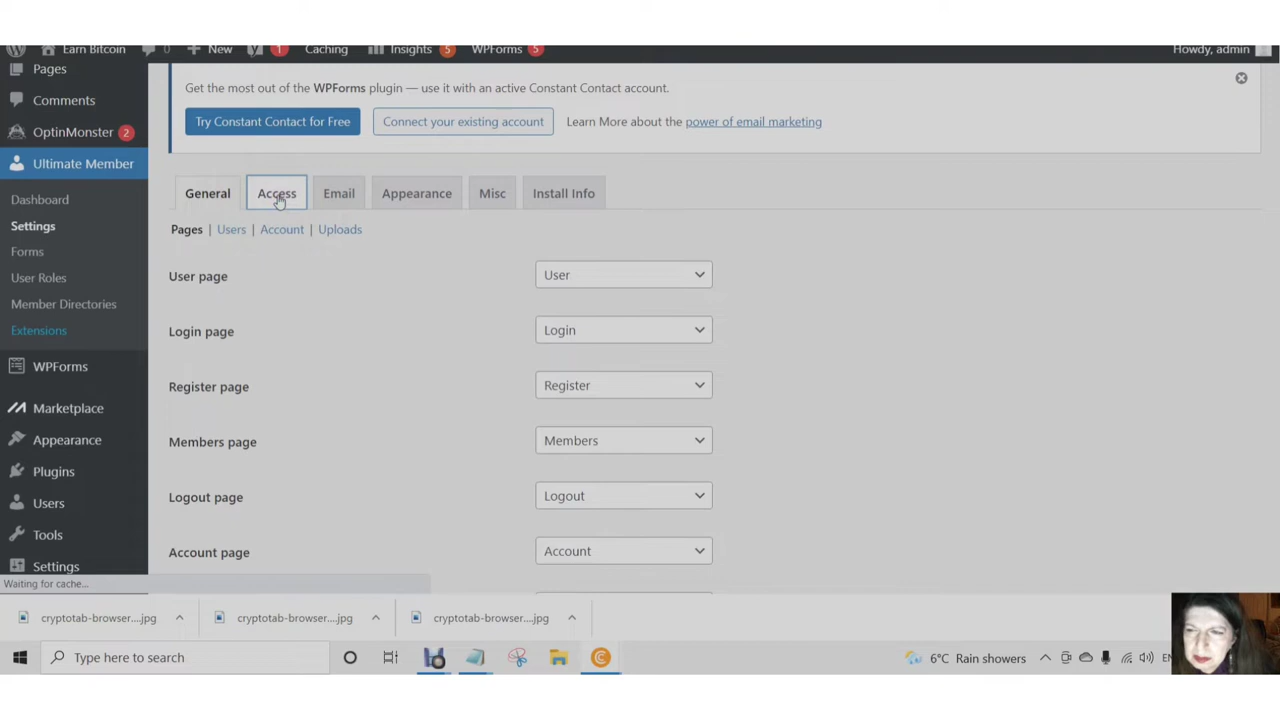 Earn Bitcoin
0
New
1
Caching
Insights
5
WPForms
5
Howdy, admin
Pages
Comments
OptinMonster
2
Ultimate Member
Dashboard
Settings
Forms
User Roles
Member Directories
Extensions
WPForms
Marketplace
Appearance
Plugins
Users
Tools
Settings
Get the most out of the WPForms plugin — use it with an active Constant Contact account.
Try Constant Contact for Free
Connect your existing account
Learn More about the power of email marketing
General
Access
Email
Appearance
Misc
Install Info
Pages | Users | Account | Uploads
User page
User
Login page
Login
Register page
Register
Members page
Members
Logout page
Logout
Account page
Account
Waiting for cache...
cryptotab-browser....jpg
cryptotab-browser....jpg
cryptotab-browser....jpg
Type here to search
6°C Rain showers